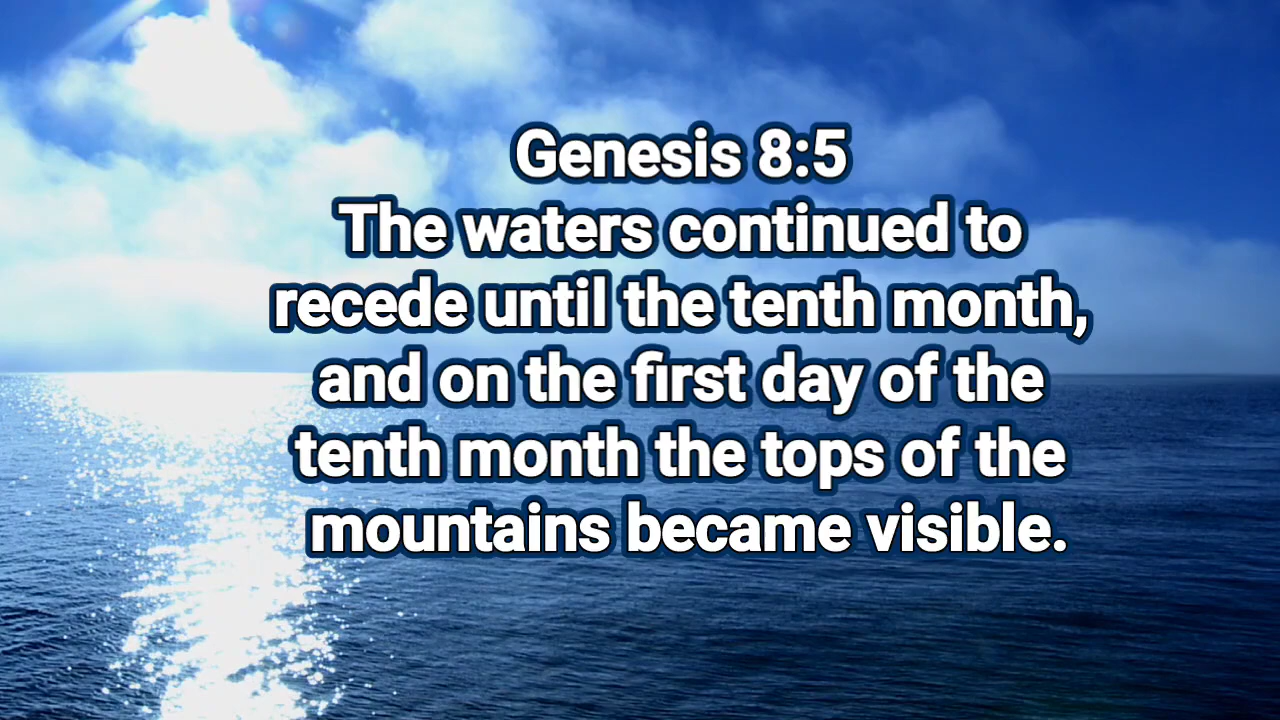 Genesis 8:5
The waters continued to
recede until the tenth month,
and on the first day of the
tenth month the tops of the
mountains became visible.